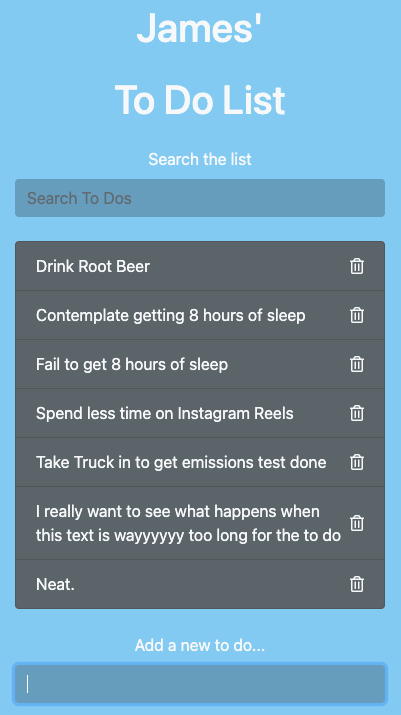 James'
To Do List
Search the list
Search To Dos
Drink Root Beer
Contemplate getting 8 hours of sleep
Fail to get 8 hours of sleep
Spend less time on Instagram Reels
Take Truck in to get emissions test done
I really want to see what happens when
this text is wayyyyyy too long for the to do
Neat.
Add a new to do...